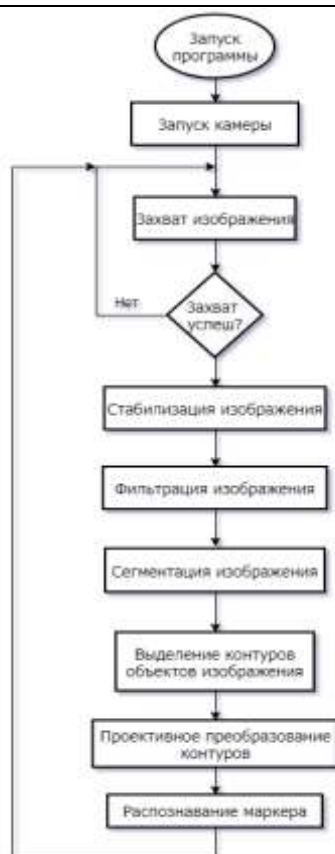 Запуск
программы
Запуск камеры
Захват изображения
Нет
Захват
успеш?
Стабилизация изображения
Фильтрация изображения
Сегментация изображения
Выделение контуров
объектов изображения
Проективное преобразование
контуров
Распознавание маркера